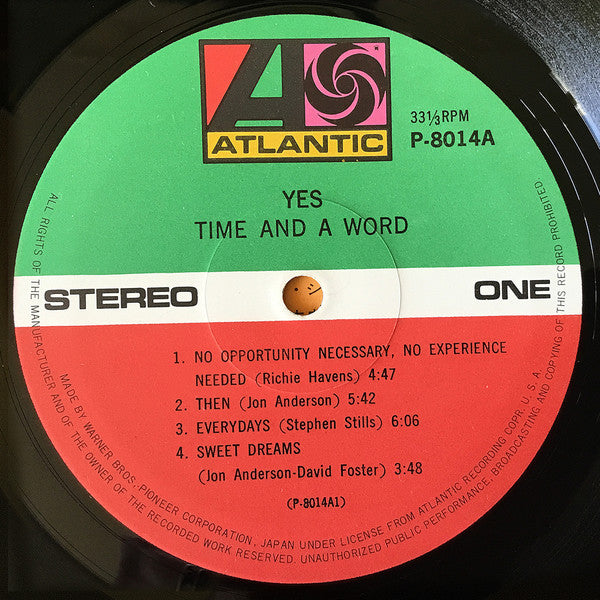 ATLANTIC
33⅓RPM
P-8014A
YES
TIME AND A WORD
STEREO
ONE
1. NO OPPORTUNITY NECESSARY, NO EXPERIENCE
NEEDED (Richie Havens) 4:47
2. THEN (Jon Anderson) 5:42
3. EVERYDAYS (Stephen Stills) 6:06
4. SWEET DREAMS
(Jon Anderson-David Foster) 3:48
(P-8014A1)
MADE BY WARNER BROS. PIONEER CORPORATION, JAPAN UNDER LICENSE FROM ATLANTIC RECORDING COPR. U.S.A.
ALL RIGHTS OF THE MANUFACTURER AND OF THE OWNER OF THE RECORDED WORK RESERVED. UNAUTHORIZED PUBLIC PERFORMANCE, BROADCASTING AND COPYING OF THIS RECORD PROHIBITED.